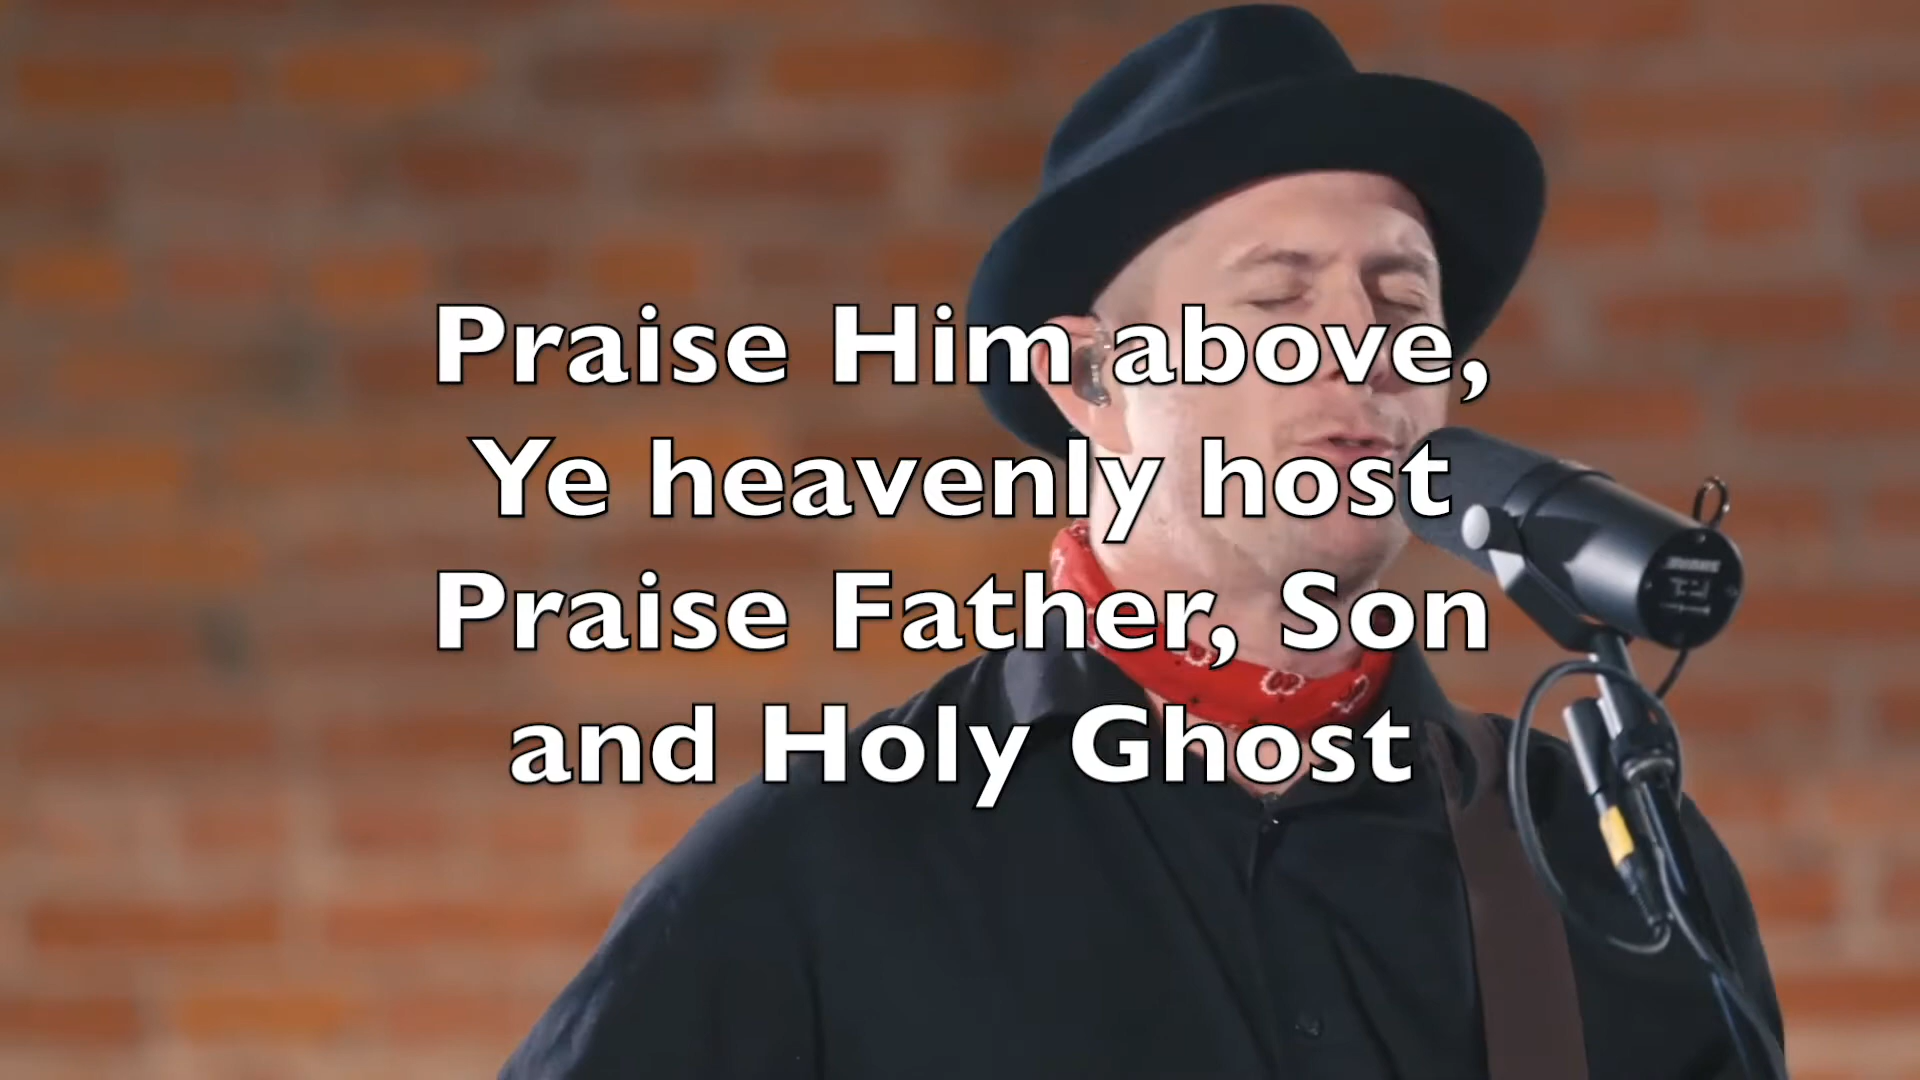 Praise Him above,
Ye heavenly host
Praise Father, Son
and Holy Ghost